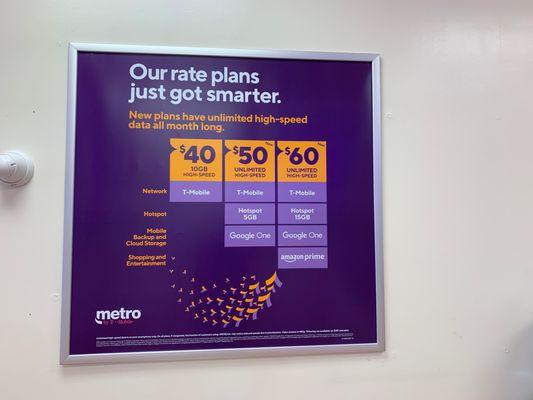 Our rate plans
just got smarter.
New plans have unlimited high-speed
data all month long.
$40 $50 $60
10GB UNLIMITED UNLIMITED
HIGH-SPEED HIGH-SPEED HIGH-SPEED
Network T-Mobile T-Mobile T-Mobile
Hotspot Hotspot Hotspot
5GB 15GB
Mobile
Backup and Google One Google One
Cloud Storage
Shopping and amazon prime
Entertainment
metro
by T-Mobile